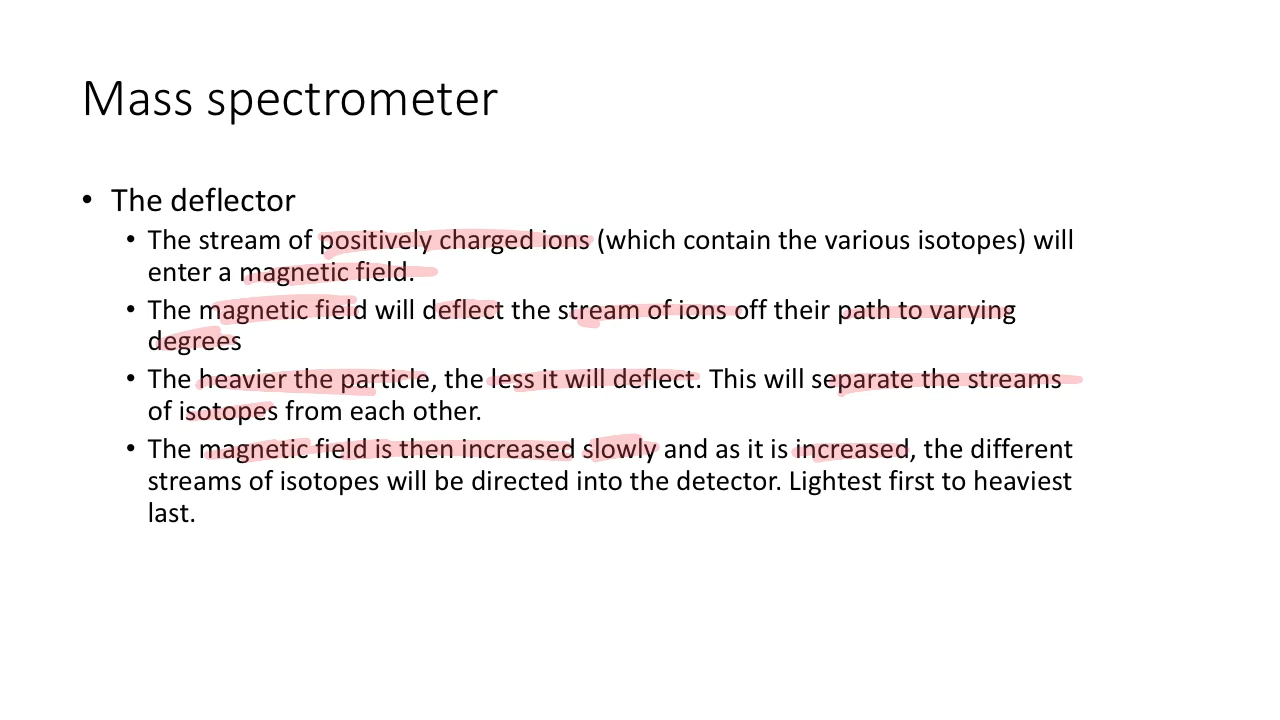 Mass spectrometer
• The deflector
• The stream of positively charged ions (which contain the various isotopes) will
enter a magnetic field.
• The magnetic field will deflect the stream of ions off their path to varying
degrees
• The heavier the particle, the less it will deflect. This will separate the streams
of isotopes from each other.
• The magnetic field is then increased slowly and as it is increased, the different
streams of isotopes will be directed into the detector. Lightest first to heaviest
last.